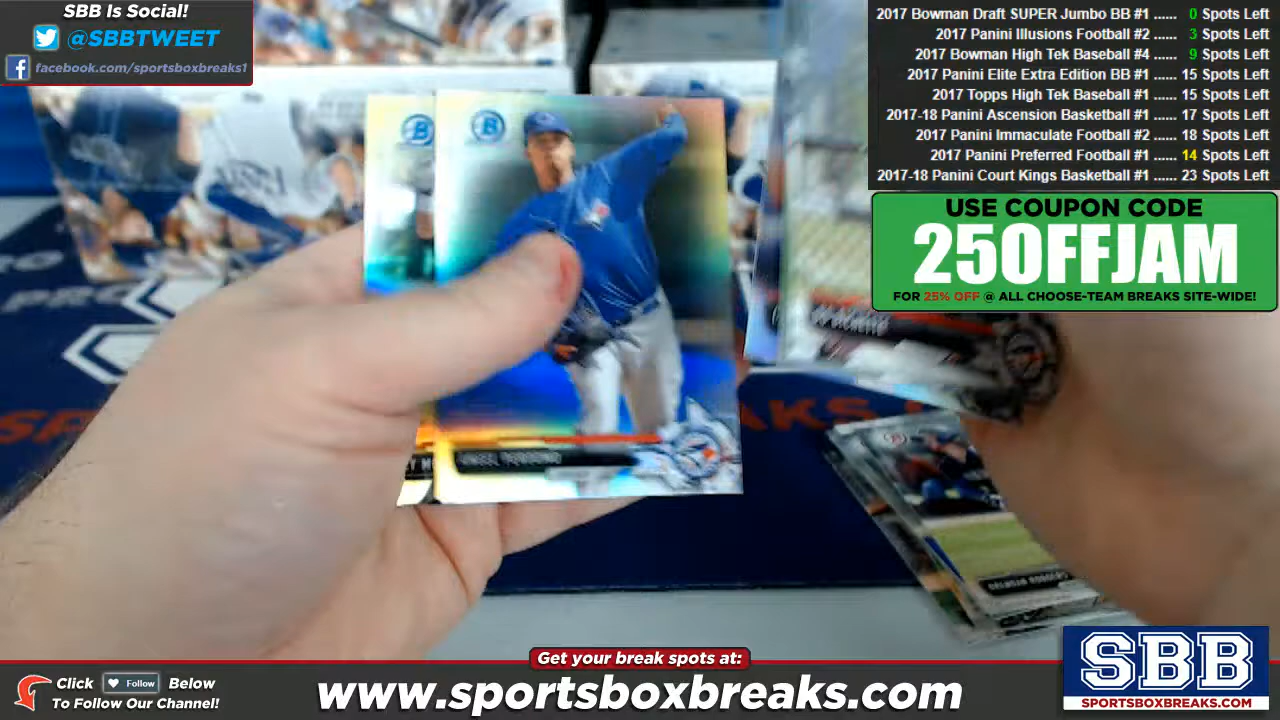 SBB Is Social!
@SBBTWEET
facebook.com/sportsboxbreaks1
2017 Bowman Draft SUPER Jumbo BB #1 ...... 0 Spots Left
2017 Panini Illusions Football #2 ...... 3 Spots Left
2017 Bowman High Tek Baseball #4 ...... 9 Spots Left
2017 Panini Elite Extra Edition BB #1 ...... 15 Spots Left
2017 Topps High Tek Baseball #1 ...... 15 Spots Left
2017-18 Panini Ascension Basketball #1 ...... 17 Spots Left
2017 Panini Immaculate Football #2 ...... 18 Spots Left
2017 Panini Preferred Football #1 ...... 14 Spots Left
2017-18 Panini Court Kings Basketball #1 ...... 23 Spots Left
USE COUPON CODE
25OFFJAM
FOR 25% OFF @ ALL CHOOSE-TEAM BREAKS SITE-WIDE!
B B
PRO
Get your break spots at:
Click Follow Below
To Follow Our Channel!
www.sportsboxbreaks.com
SBB
SPORTSBOXBREAKS.COM